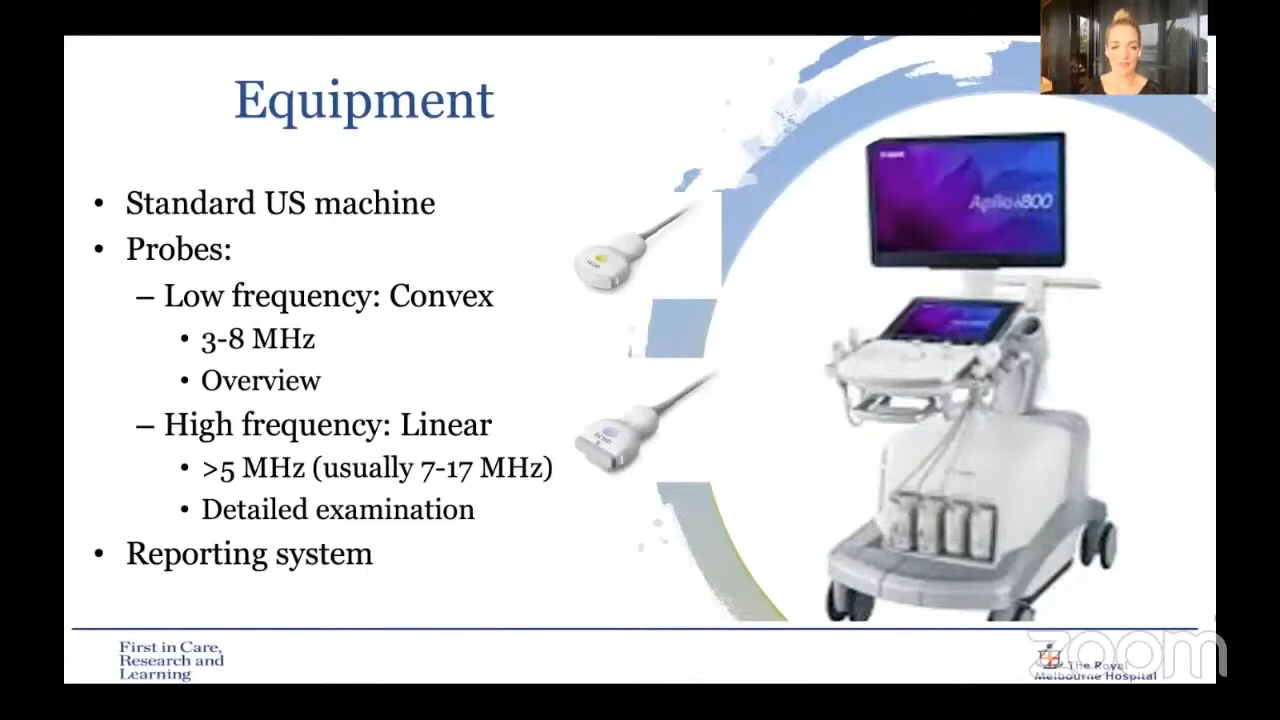 Equipment
• Standard US machine
• Probes:
– Low frequency: Convex
• 3-8 MHz
• Overview
– High frequency: Linear
• >5 MHz (usually 7-17 MHz)
• Detailed examination
• Reporting system
Aplio i800
First in Care,
Research and
Learning
The Royal
Melbourne Hospital
zoom